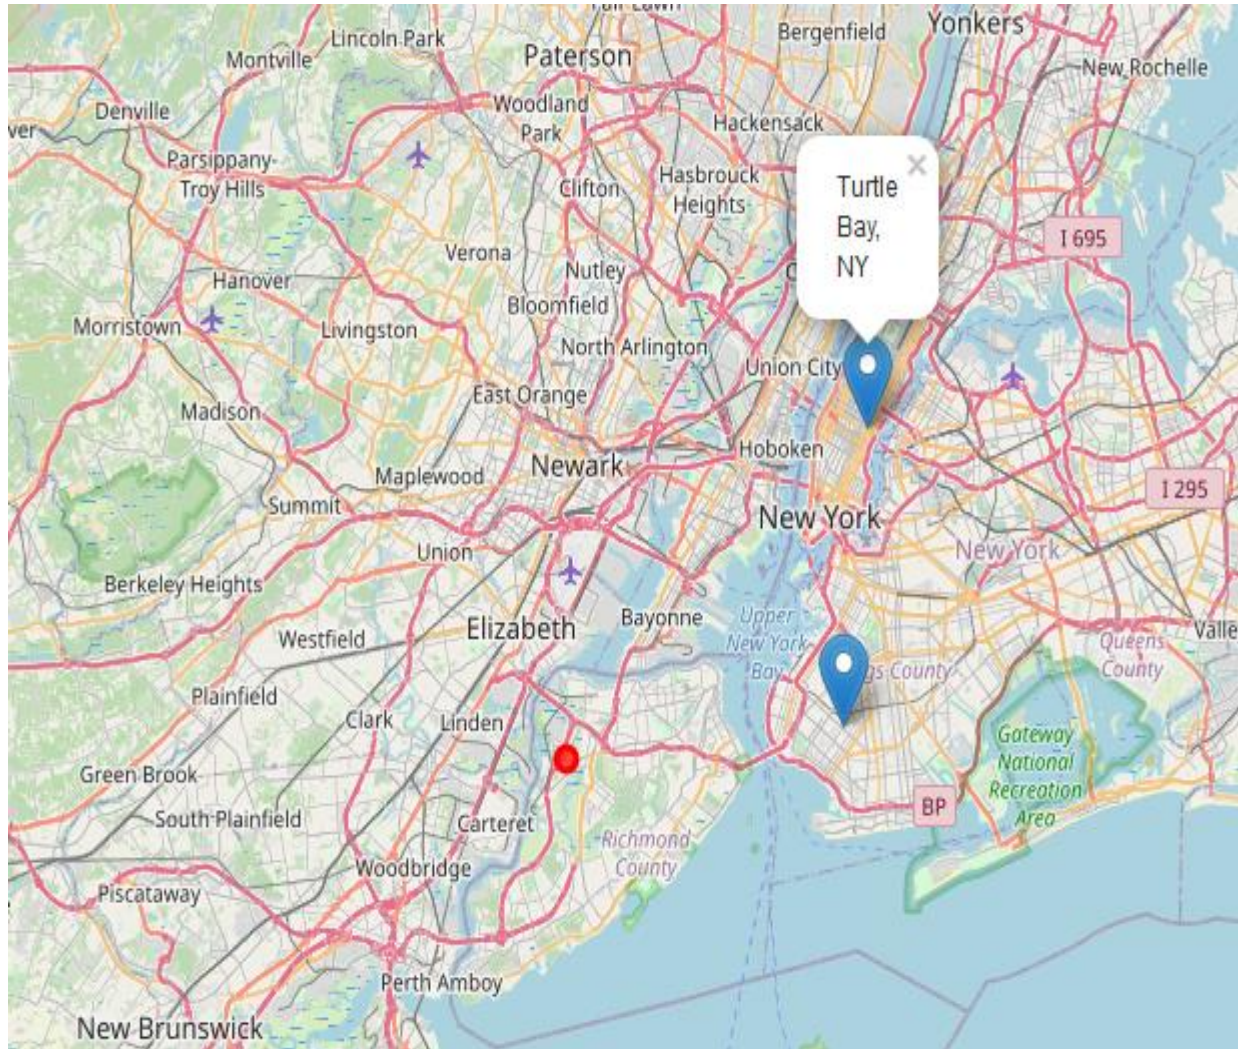 Lincoln Park
Bergenfield
Yonkers
Montville
Paterson
New Rochelle
Denville
Woodland
Park
Hackensack
Parsippany-
Troy Hills
Clifton
Hasbrouck
Heights
×
Turtle
Bay,
NY
I 695
Verona
Nutley
Hanover
Bloomfield
Morristown
Livingston
North Arlington
Union City
East Orange
Madison
Hoboken
Newark
Maplewood
Summit
I 295
New York
Union
New York
Berkeley Heights
Bayonne
Upper
New York
Bay
Elizabeth
Westfield
Queens
County
Plainfield
Clark
Linden
County
Green Brook
Gateway
National
Recreation
Area
BP
South Plainfield
Carteret
Richmond
County
Woodbridge
Piscataway
Perth Amboy
New Brunswick